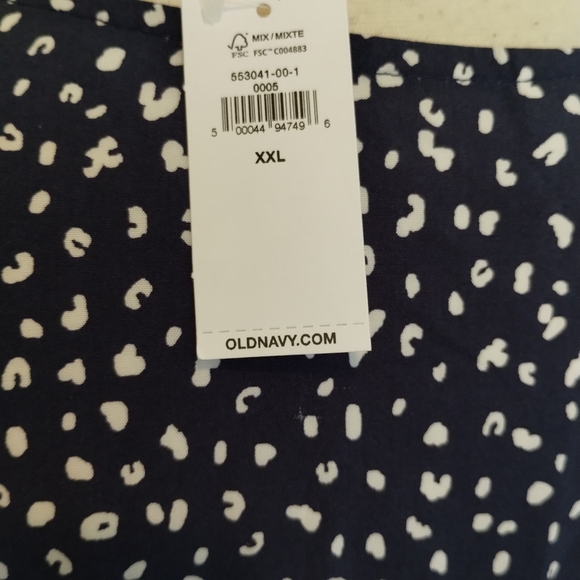 MIX / MIXTE
FSC FSC™ C004883
553041-00-1
0005
5 00044 94749 6
XXL
OLDNAVY.COM